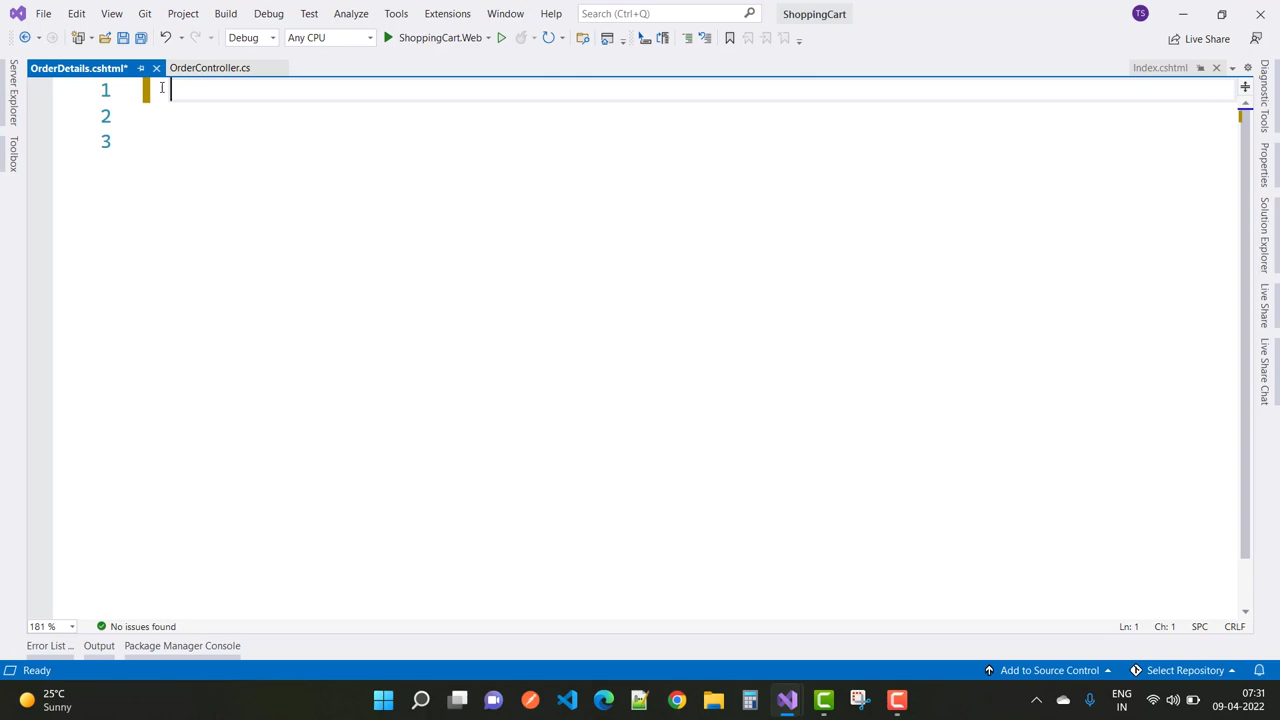 File Edit View Git Project Build Debug Test Analyze Tools Extensions Window Help Search (Ctrl+Q) ShoppingCart TS
Debug Any CPU ShoppingCart.Web Live Share
OrderDetails.cshtml* OrderController.cs Index.cshtml
Server Explorer
Toolbox
1
2
3
Diagnostic Tools
Properties
Solution Explorer
Live Share
Live Share Chat
181 % No issues found Ln: 1 Ch: 1 SPC CRLF
Error List ... Output Package Manager Console
Ready Add to Source Control Select Repository
25°C
Sunny
ENG
IN
07:31
09-04-2022